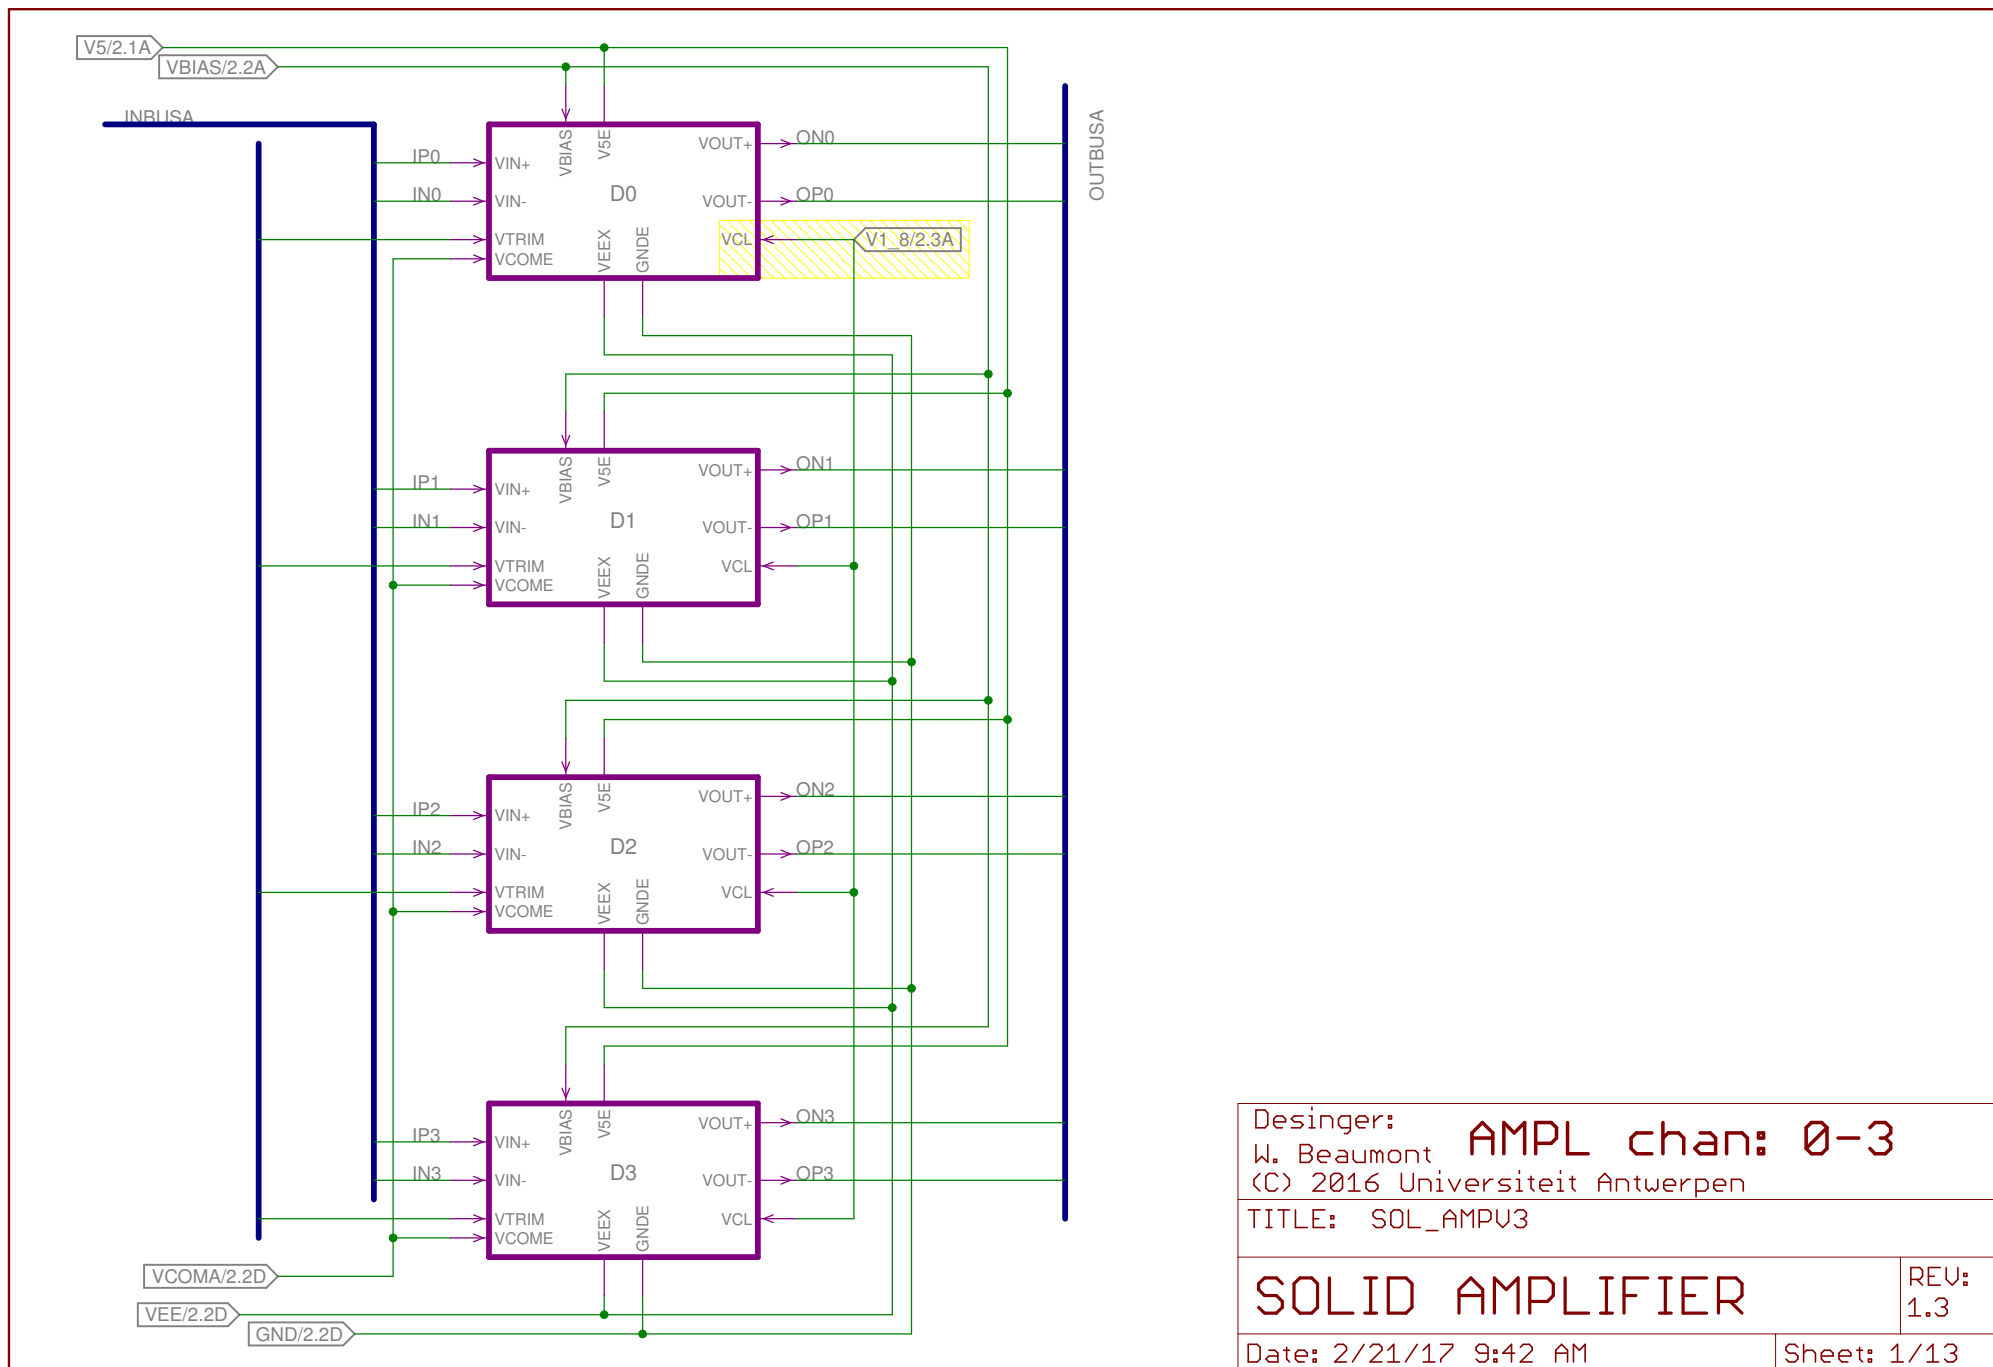 V5/2.1A
VBIAS/2.2A
INBUSA
OUTBUSA
VBIAS
V5E
IP0
VIN+
VOUT+
ON0
IN0
VIN-
D0
VOUT-
OP0
VTRIM
VCOME
VEEX
GNDE
VCL
V1_8/2.3A
VBIAS
V5E
IP1
VIN+
VOUT+
ON1
IN1
VIN-
D1
VOUT-
OP1
VTRIM
VCOME
VEEX
GNDE
VCL
VBIAS
V5E
IP2
VIN+
VOUT+
ON2
IN2
VIN-
D2
VOUT-
OP2
VTRIM
VCOME
VEEX
GNDE
VCL
VBIAS
V5E
IP3
VIN+
VOUT+
ON3
IN3
VIN-
D3
VOUT-
OP3
VTRIM
VCOME
VEEX
GNDE
VCL
VCOMA/2.2D
VEE/2.2D
GND/2.2D
Desinger:
W. Beaumont
AMPL chan: 0-3
(C) 2016 Universiteit Antwerpen
TITLE: SOL_AMPV3
SOLID AMPLIFIER
REV:
1.3
Date: 2/21/17 9:42 AM
Sheet: 1/13